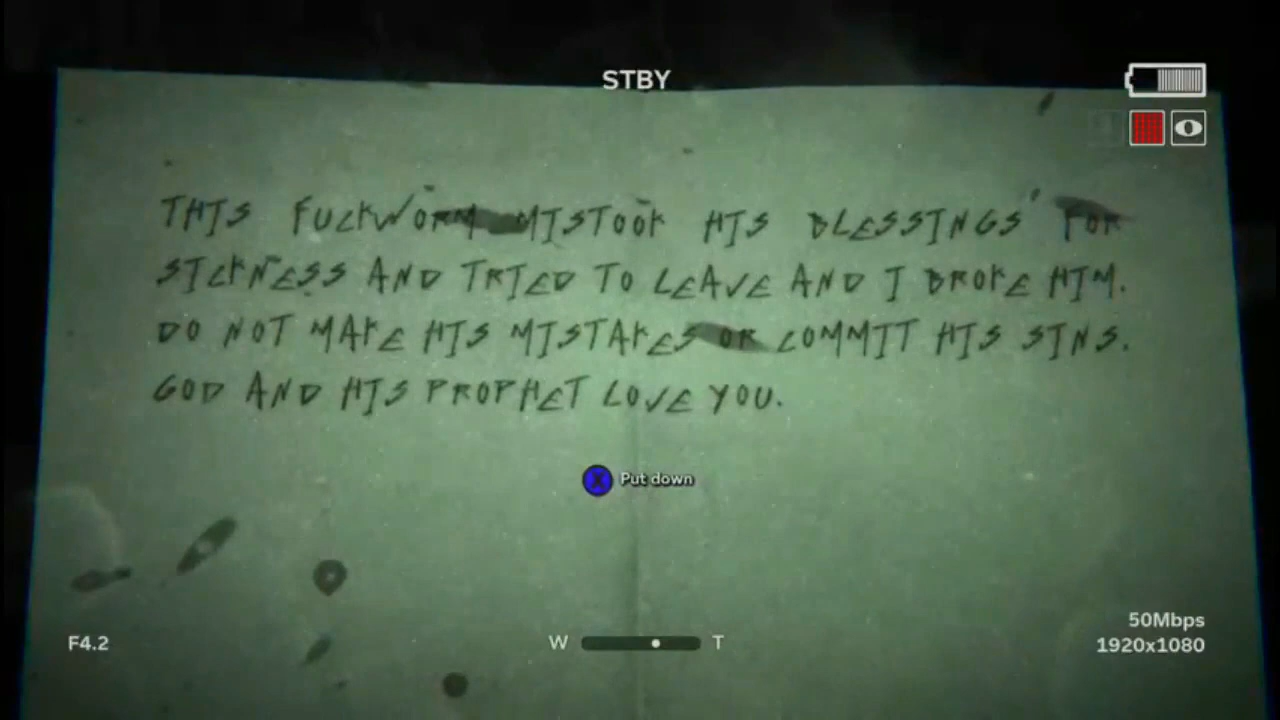 STBY
THIS FUCKWORM MISTOOK HIS BLESSINGS FOR
SICKNESS AND TRIED TO LEAVE AND I BROKE HIM.
DO NOT MAKE HIS MISTAKES OR COMMIT HIS SINS.
GOD AND HIS PROPHET LOVE YOU.
X Put down
50Mbps
F4.2 W T 1920x1080